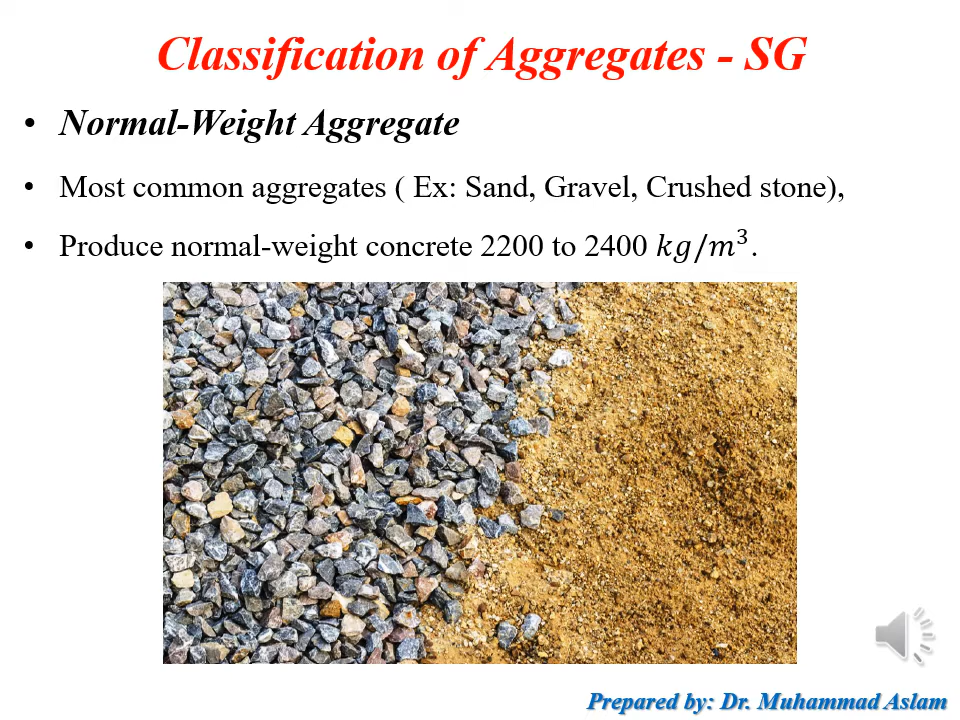 Classification of Aggregates - SG
• Normal-Weight Aggregate
• Most common aggregates ( Ex: Sand, Gravel, Crushed stone),
• Produce normal-weight concrete 2200 to 2400 kg/m³.
Prepared by: Dr. Muhammad Aslam